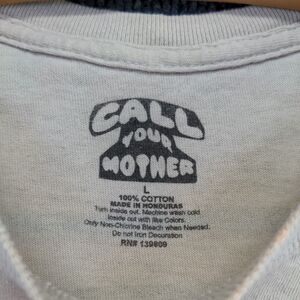 CALL
YOUR
MOTHER
L
100% COTTON
MADE IN HONDURAS
Turn inside out. Machine wash cold
inside out with like Colors.
Only Non-Chlorine Bleach when Needed.
Do not Iron Decoration
RN# 139809